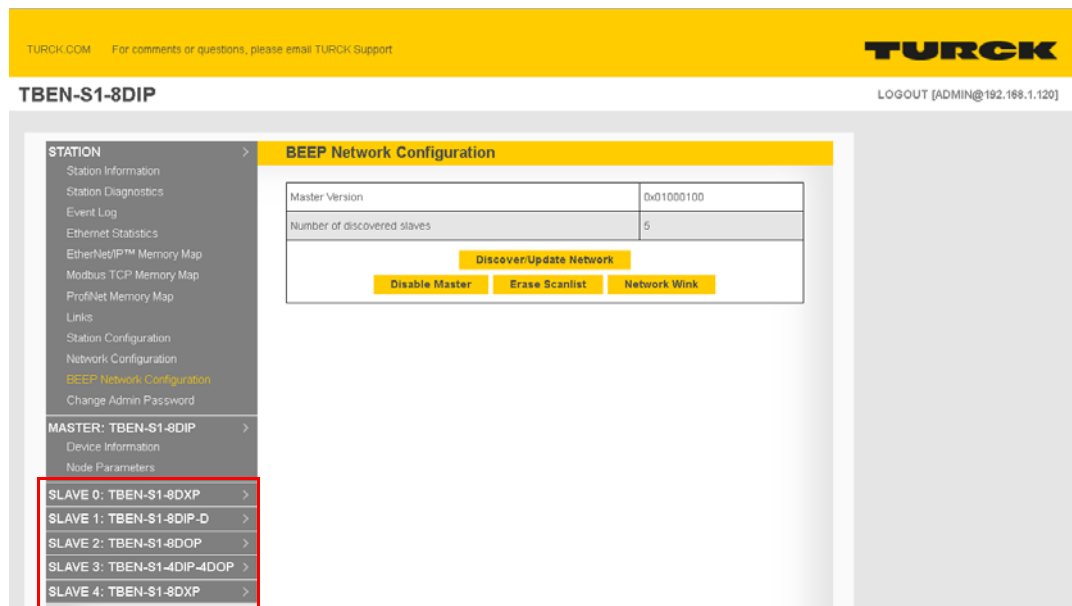 TURCK.COM For comments or questions, please email TURCK Support
TURCK
TBEN-S1-8DIP
LOGOUT [ADMIN@192.168.1.120]
STATION >
Station Information
Station Diagnostics
Event Log
Ethernet Statistics
EtherNet/IP™ Memory Map
Modbus TCP Memory Map
ProfiNet Memory Map
Links
Station Configuration
Network Configuration
BEEP Network Configuration
Change Admin Password
MASTER: TBEN-S1-8DIP >
Device Information
Node Parameters
SLAVE 0: TBEN-S1-8DXP >
SLAVE 1: TBEN-S1-8DIP-D >
SLAVE 2: TBEN-S1-8DOP >
SLAVE 3: TBEN-S1-4DIP-4DOP >
SLAVE 4: TBEN-S1-8DXP >
BEEP Network Configuration
Master Version 0x01000100
Number of discovered slaves 5
Discover/Update Network
Disable Master Erase Scanlist Network Wink